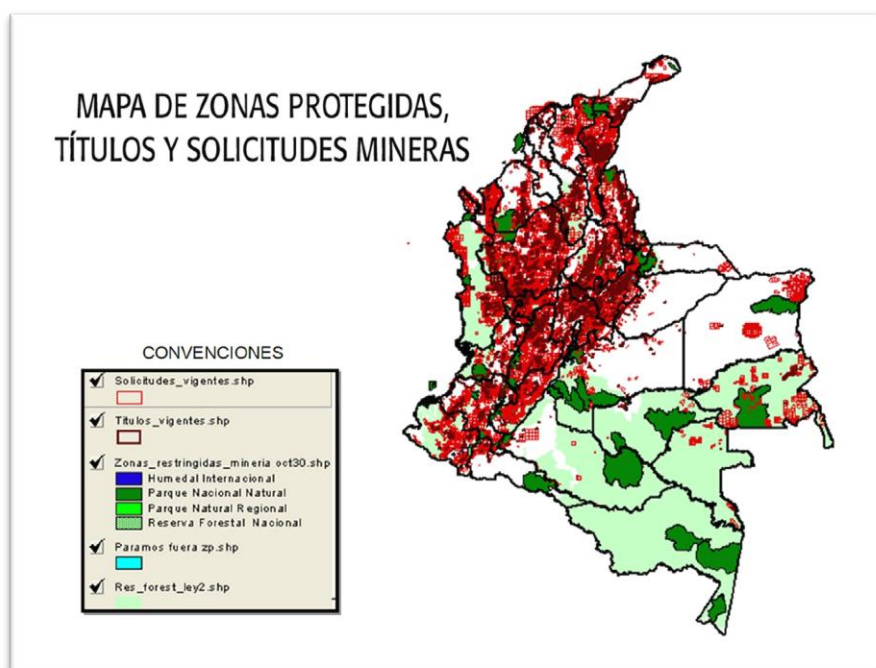 MAPA DE ZONAS PROTEGIDAS,
TÍTULOS Y SOLICITUDES MINERAS
CONVENCIONES
Solicitudes_vigentes.shp
Titulos_vigentes.shp
Zonas_restringidas_mineria oct30.shp
Humedal Internacional
Parque Nacional Natural
Parque Natural Regional
Reserva Forestal Nacional
Paramos fuera zp.shp
Res_forest_ley2.shp